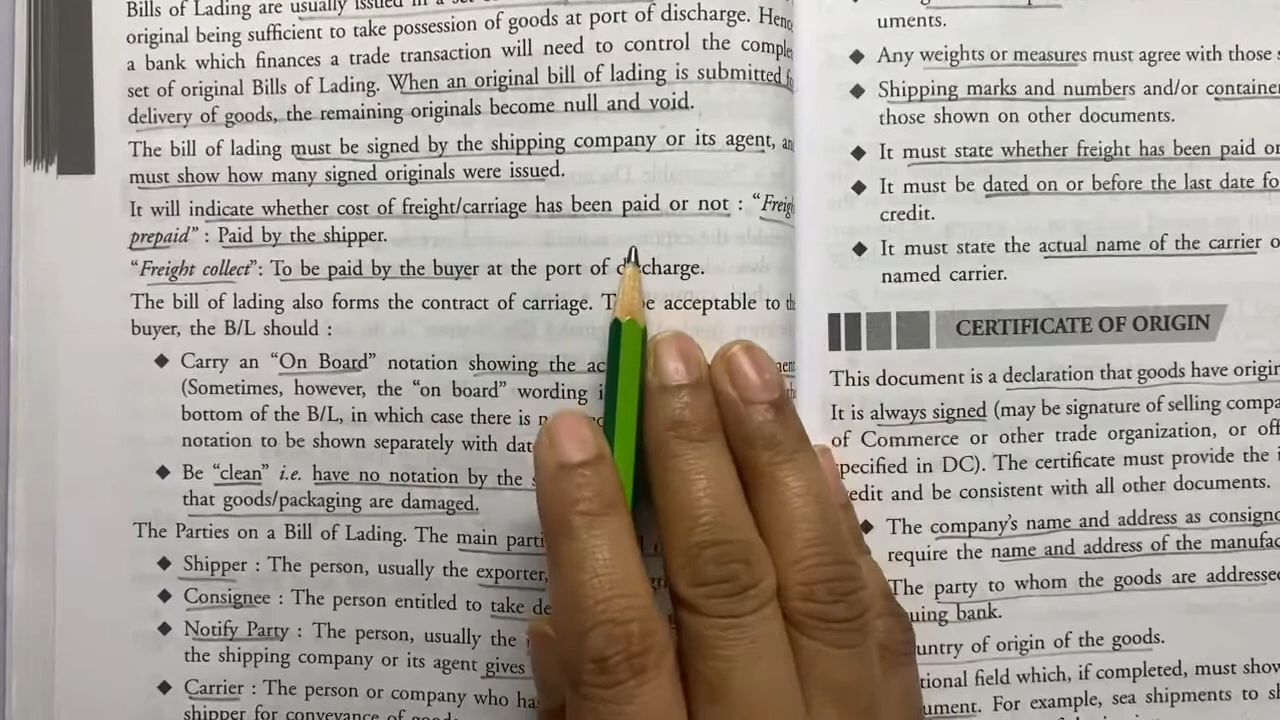 Bills of Lading are usually issued in a set
original being sufficient to take possession of goods at port of discharge. Henc
a bank which finances a trade transaction will need to control the comple
set of original Bills of Lading. When an original bill of lading is submitted
delivery of goods, the remaining originals become null and void.
The bill of lading must be signed by the shipping company or its agent, an
must show how many signed originals were issued.
It will indicate whether cost of freight/carriage has been paid or not : “Freig
prepaid” : Paid by the shipper.
“Freight collect”: To be paid by the buyer at the port of discharge.
The bill of lading also forms the contract of carriage. T be acceptable to th
buyer, the B/L should :
◆ Carry an “On Board” notation showing the ac
(Sometimes, however, the “on board” wording i
bottom of the B/L, in which case there is n
notation to be shown separately with dat
◆ Be “clean” i.e. have no notation by the s
that goods/packaging are damaged.
The Parties on a Bill of Lading. The main parti
◆ Shipper : The person, usually the exporter,
◆ Consignee : The person entitled to take de
◆ Notify Party : The person, usually the
the shipping company or its agent gives
◆ Carrier : The person or company who ha
shipper for conveyance of
uments.
◆ Any weights or measures must agree with those
◆ Shipping marks and numbers and/or container
those shown on other documents.
◆ It must state whether freight has been paid or
◆ It must be dated on or before the last date fo
credit.
◆ It must state the actual name of the carrier o
named carrier.
CERTIFICATE OF ORIGIN
This document is a declaration that goods have origin
It is always signed (may be signature of selling compa
of Commerce or other trade organization, or off
pecified in DC). The certificate must provide the i
edit and be consistent with all other documents.
◆ The company’s name and address as consigno
require the name and address of the manufac
The party to whom the goods are addressed
uing bank.
untry of origin of the goods.
tional field which, if completed, must show
ument. For example, sea shipments to sh